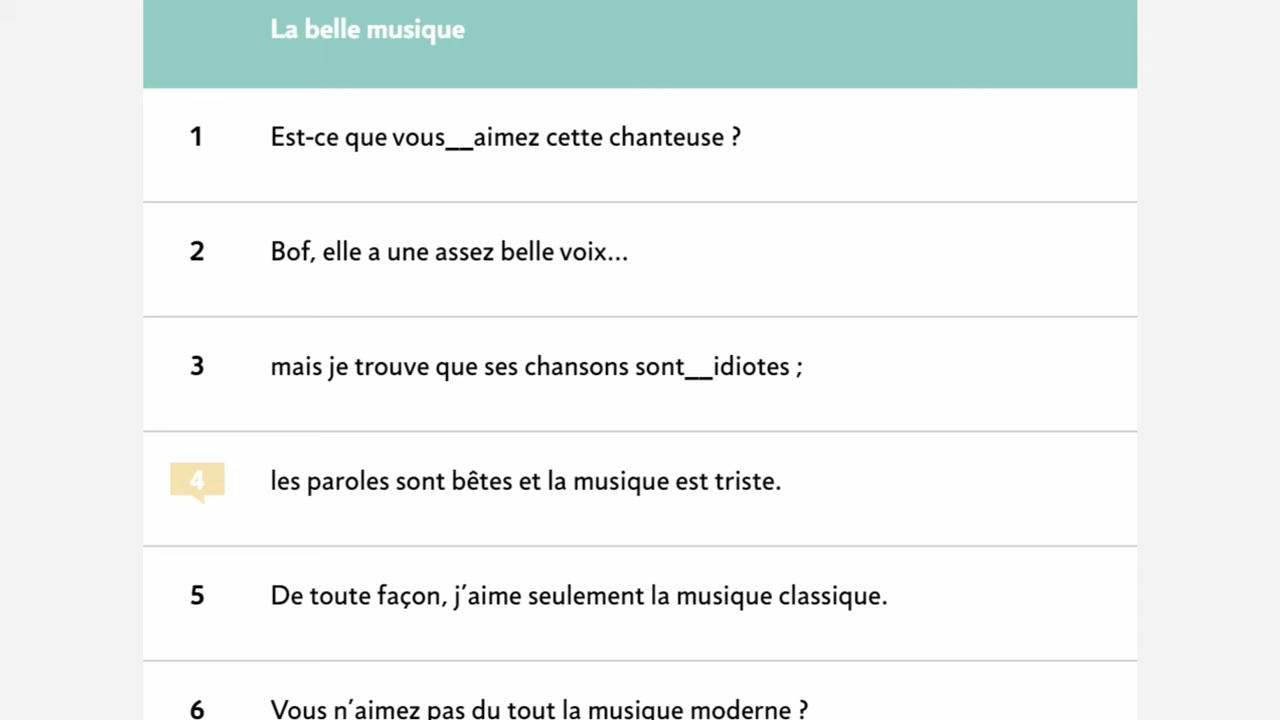 La belle musique
1 Est-ce que vous__aimez cette chanteuse ?
2 Bof, elle a une assez belle voix...
3 mais je trouve que ses chansons sont__idiotes ;
4 les paroles sont bêtes et la musique est triste.
5 De toute façon, j'aime seulement la musique classique.
6 Vous n'aimez pas du tout la musique moderne ?